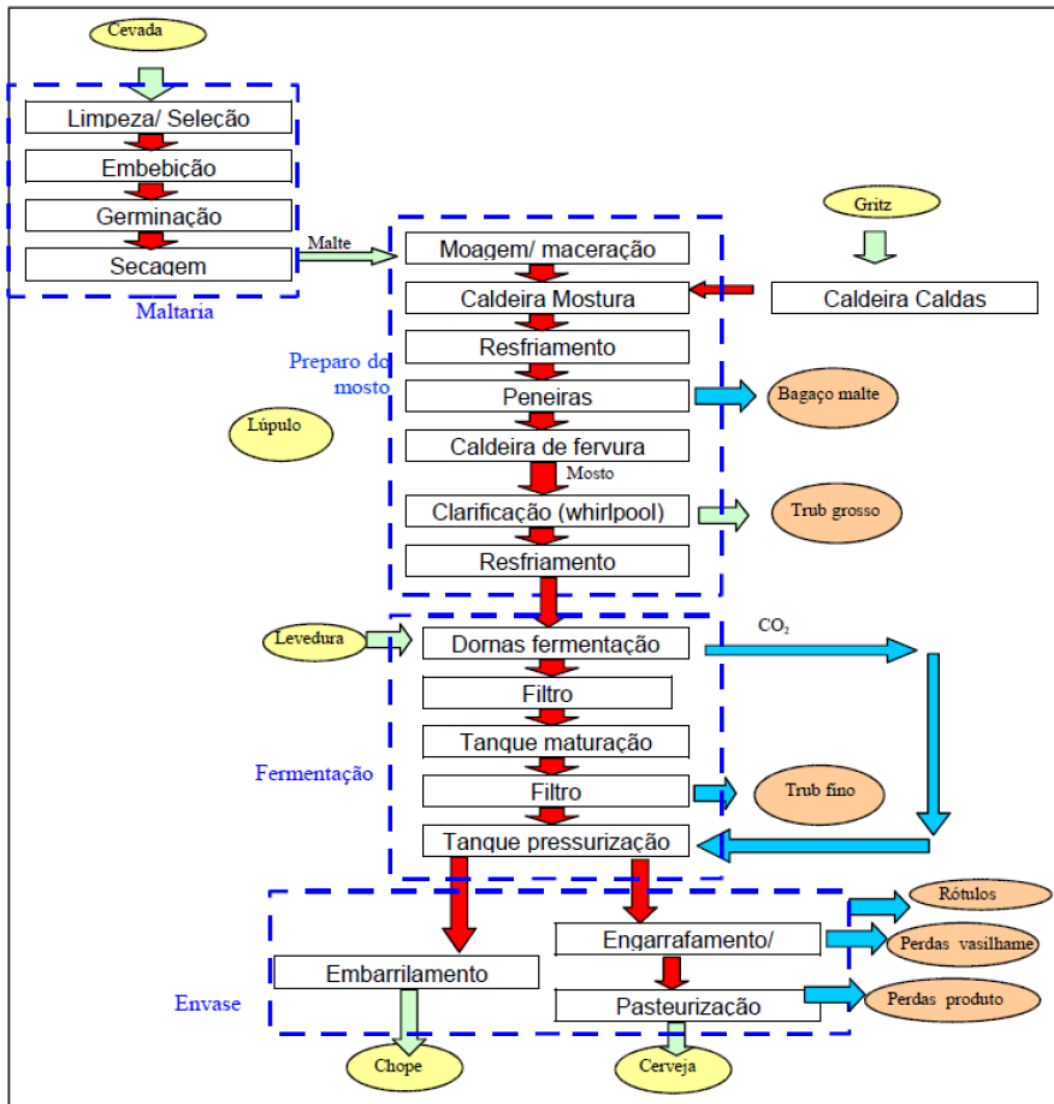 Cevada
Limpeza/ Seleção
Embebição
Germinação
Secagem
Maltaria
Malte
Gritz
Moagem/ maceração
Caldeira Mostura
Caldeira Caldas
Resfriamento
Preparo do
mosto
Peneiras
Bagaço malte
Lúpulo
Caldeira de fervura
Mosto
Clarificação (whirlpool)
Trub grosso
Resfriamento
Levedura
Dornas fermentação
CO₂
Filtro
Tanque maturação
Fermentação
Filtro
Trub fino
Tanque pressurização
Rótulos
Engarrafamento/
Perdas vasilhame
Embarrilamento
Envase
Pasteurização
Perdas produto
Chope
Cerveja